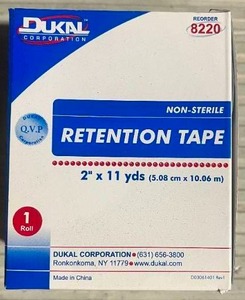 DUKAL
CORPORATION
REORDER
8220
NON-STERILE
Q.V.P
RETENTION TAPE
2" x 11 yds (5.08 cm x 10.06 m)
1
Roll
DUKAL CORPORATION • (631) 656-3800
Ronkonkoma, NY 11779 • www.dukal.com
Made in China